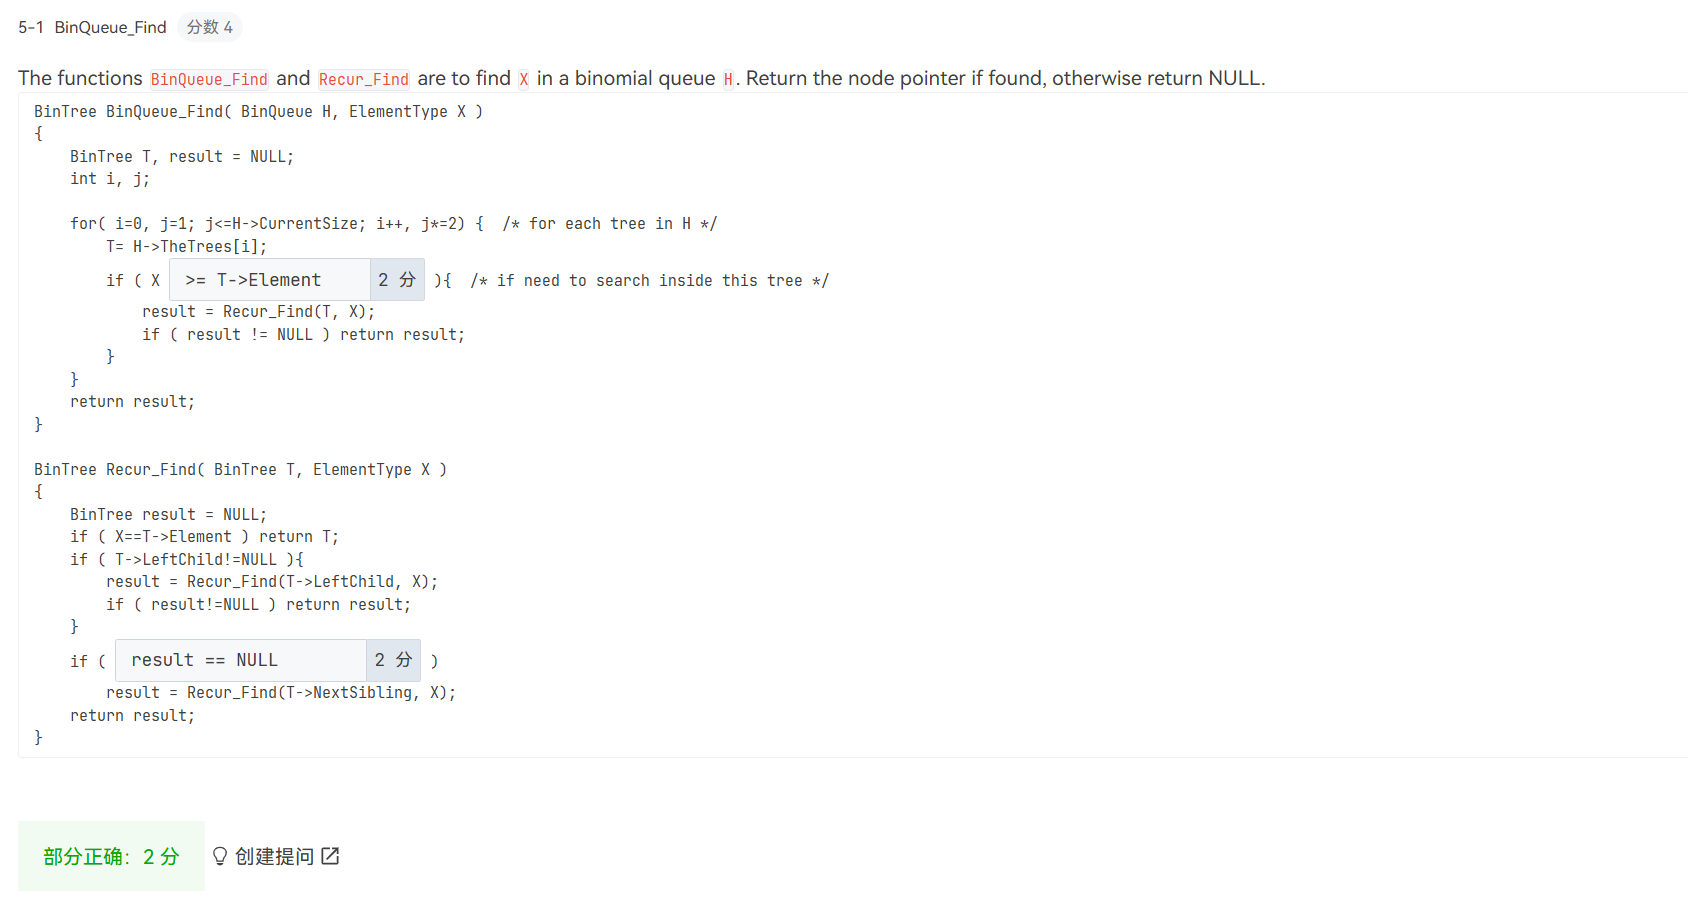 5-1 BinQueue_Find 分数 4
The functions BinQueue_Find and Recur_Find are to find X in a binomial queue H. Return the node pointer if found, otherwise return NULL.
BinTree BinQueue_Find( BinQueue H, ElementType X )
{
    BinTree T, result = NULL;
    int i, j;
    for( i=0, j=1; j<=H->CurrentSize; i++, j*=2) {  /* for each tree in H */
        T= H->TheTrees[i];
        if ( X >= T->Element 2 分 ){  /* if need to search inside this tree */
            result = Recur_Find(T, X);
            if ( result != NULL ) return result;
        }
    }
    return result;
}
BinTree Recur_Find( BinTree T, ElementType X )
{
    BinTree result = NULL;
    if ( X==T->Element ) return T;
    if ( T->LeftChild!=NULL ){
        result = Recur_Find(T->LeftChild, X);
        if ( result!=NULL ) return result;
    }
    if ( result == NULL 2 分 )
        result = Recur_Find(T->NextSibling, X);
    return result;
}
部分正确：2 分 创建提问